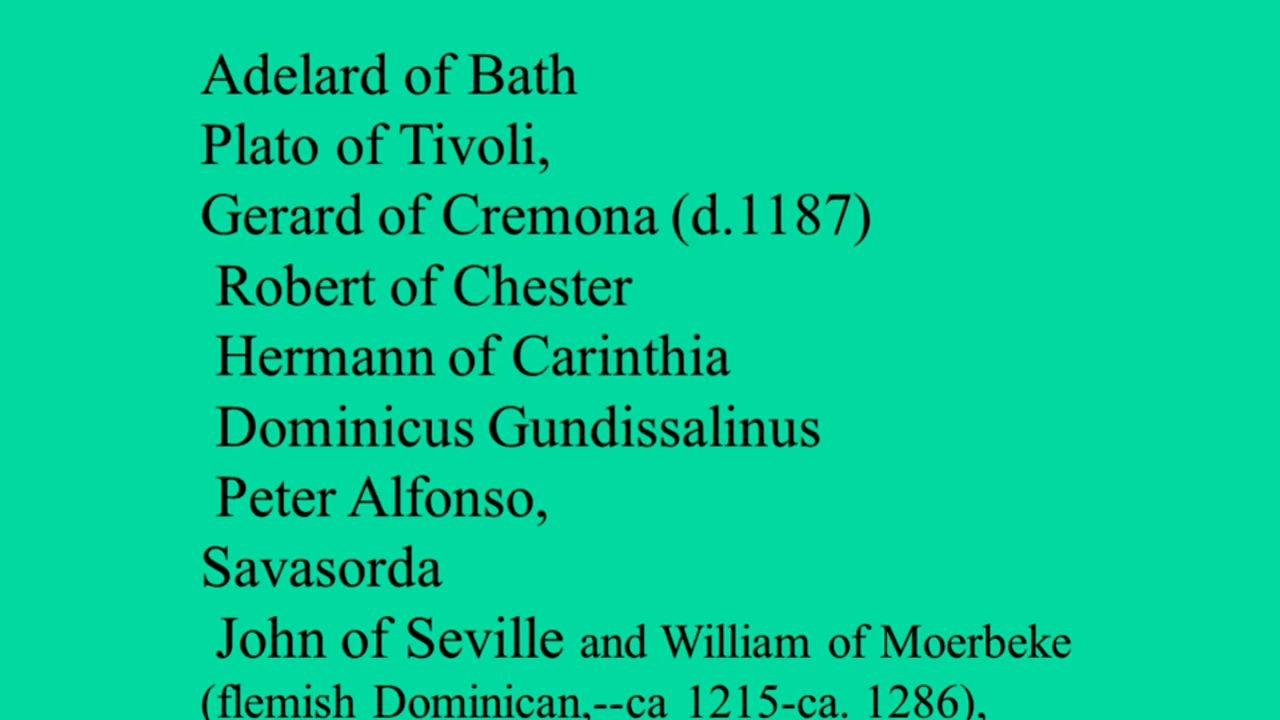 Adelard of Bath
Plato of Tivoli,
Gerard of Cremona (d.1187)
Robert of Chester
Hermann of Carinthia
Dominicus Gundissalinus
Peter Alfonso,
Savasorda
John of Seville and William of Moerbeke
(flemish Dominican,--ca 1215-ca. 1286),